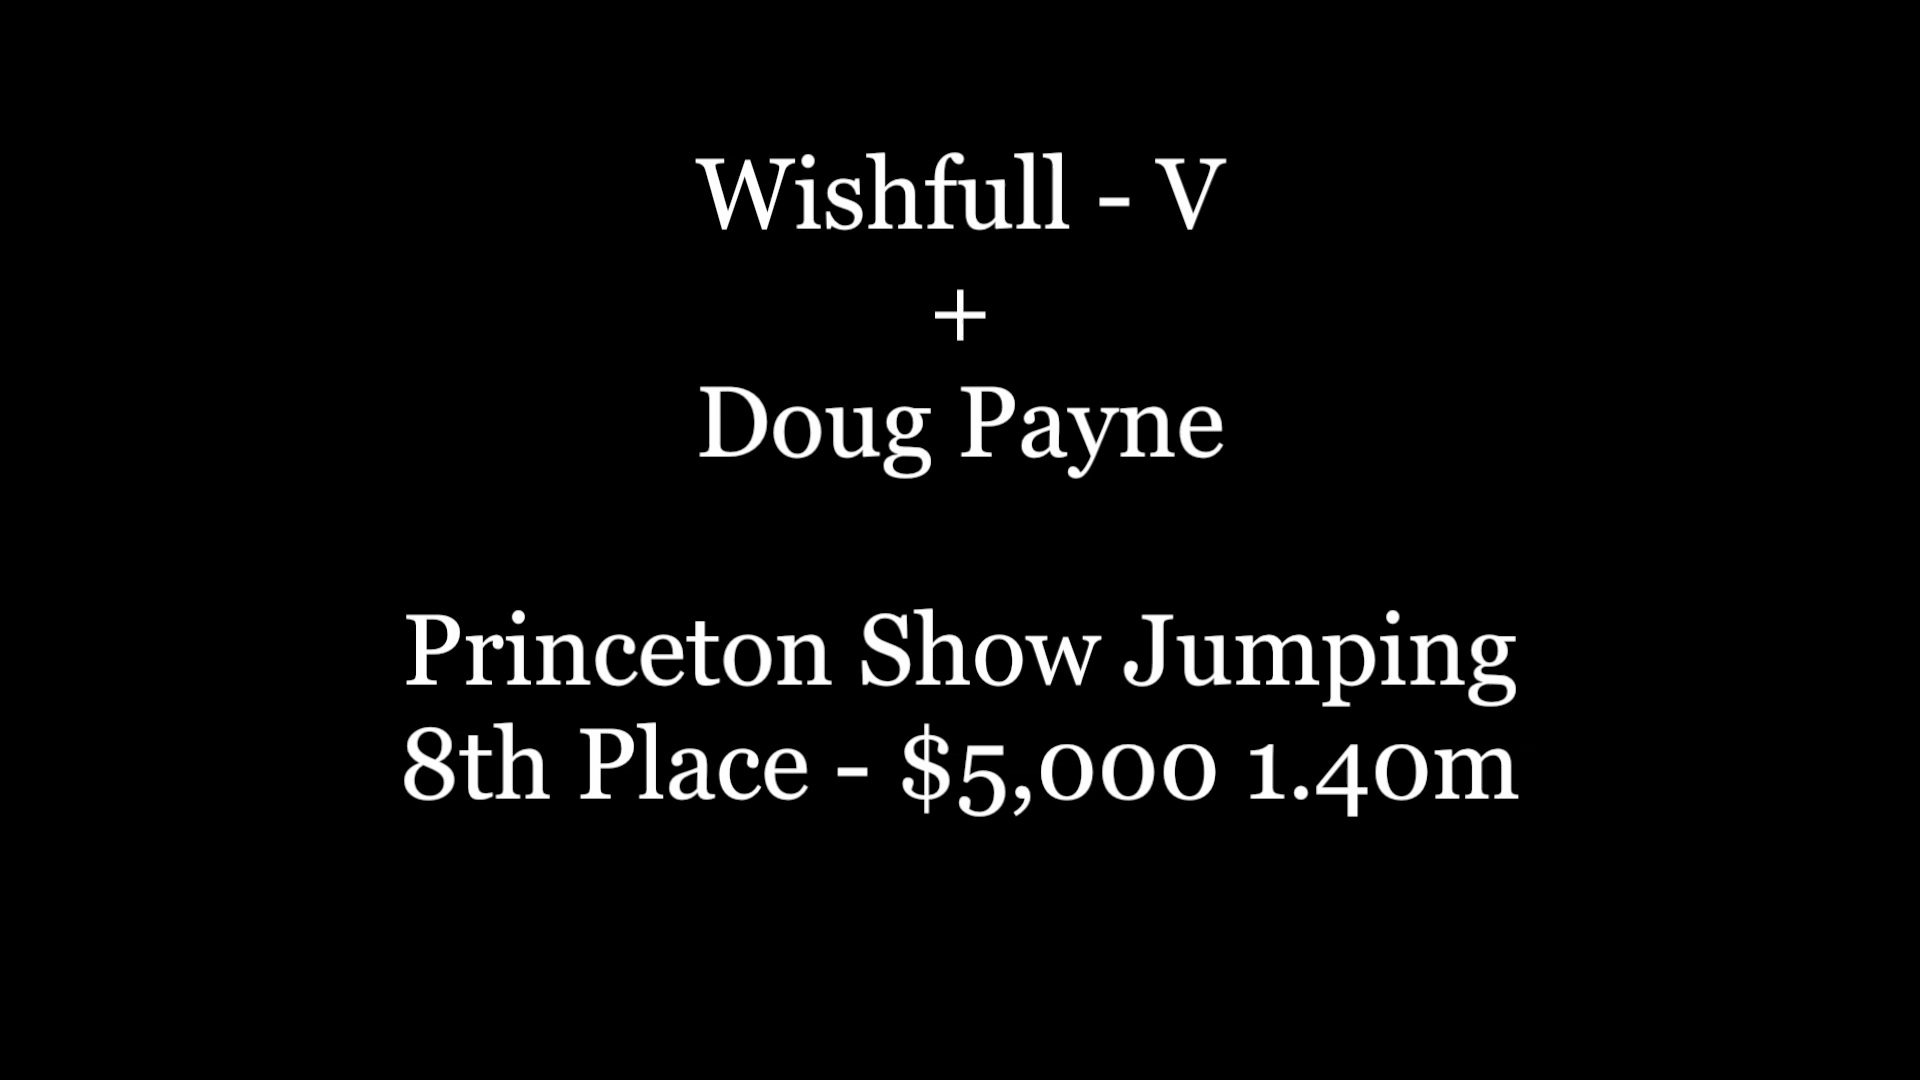 Wishfull - V
+
Doug Payne
Princeton Show Jumping
8th Place - $5,000 1.40m